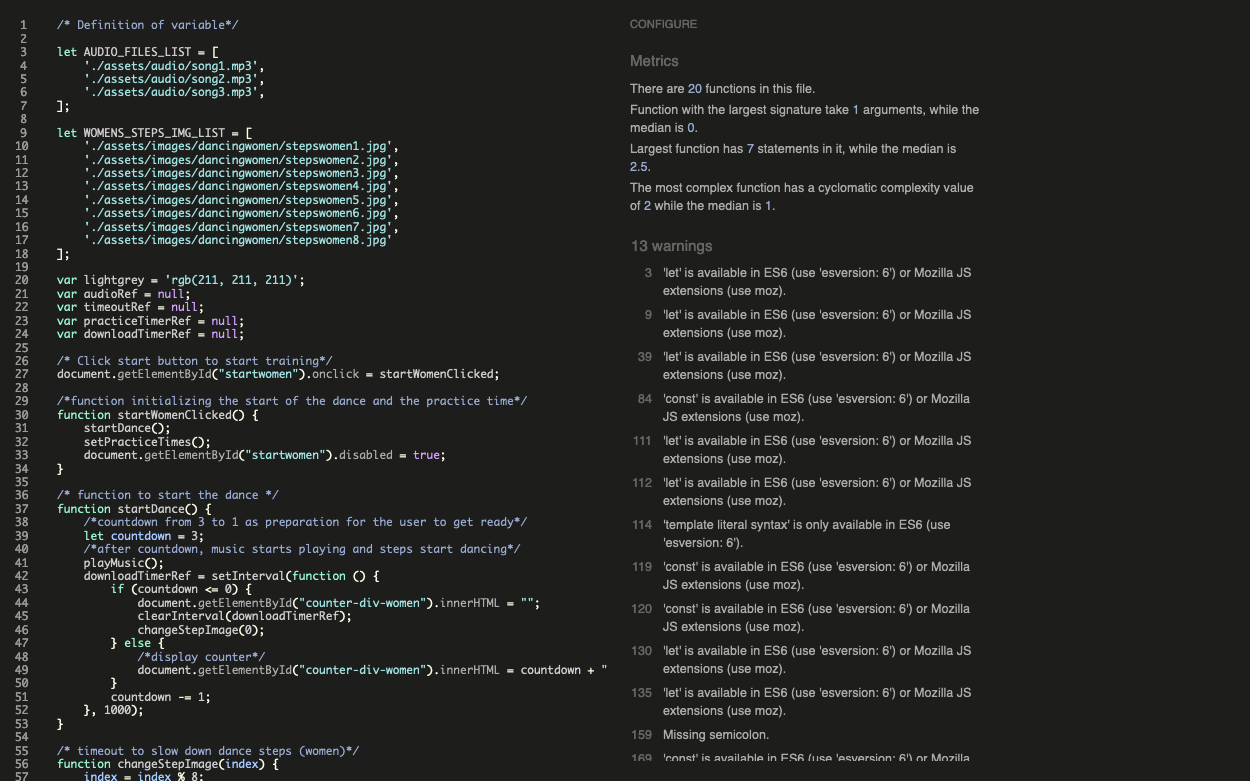 1 /* Definition of variable*/
2
3 let AUDIO_FILES_LIST = [
4 './assets/audio/song1.mp3',
5 './assets/audio/song2.mp3',
6 './assets/audio/song3.mp3',
7 ];
8
9 let WOMENS_STEPS_IMG_LIST = [
10 './assets/images/dancingwomen/stepswomen1.jpg',
11 './assets/images/dancingwomen/stepswomen2.jpg',
12 './assets/images/dancingwomen/stepswomen3.jpg',
13 './assets/images/dancingwomen/stepswomen4.jpg',
14 './assets/images/dancingwomen/stepswomen5.jpg',
15 './assets/images/dancingwomen/stepswomen6.jpg',
16 './assets/images/dancingwomen/stepswomen7.jpg',
17 './assets/images/dancingwomen/stepswomen8.jpg'
18 ];
19
20 var lightgrey = 'rgb(211, 211, 211)';
21 var audioRef = null;
22 var timeoutRef = null;
23 var practiceTimerRef = null;
24 var downloadTimerRef = null;
25
26 /* Click start button to start training*/
27 document.getElementById("startwomen").onclick = startWomenClicked;
28
29 /*function initializing the start of the dance and the practice time*/
30 function startWomenClicked() {
31 startDance();
32 setPracticeTimes();
33 document.getElementById("startwomen").disabled = true;
34 }
35
36 /* function to start the dance */
37 function startDance() {
38 /*countdown from 3 to 1 as preparation for the user to get ready*/
39 let countdown = 3;
40 /*after countdown, music starts playing and steps start dancing*/
41 playMusic();
42 downloadTimerRef = setInterval(function () {
43 if (countdown <= 0) {
44 document.getElementById("counter-div-women").innerHTML = "";
45 clearInterval(downloadTimerRef);
46 changeStepImage(0);
47 } else {
48 /*display counter*/
49 document.getElementById("counter-div-women").innerHTML = countdown + "
50 }
51 countdown -= 1;
52 }, 1000);
53 }
54
55 /* timeout to slow down dance steps (women)*/
56 function changeStepImage(index) {
57 index = index % 8;
CONFIGURE
Metrics
There are 20 functions in this file.
Function with the largest signature take 1 arguments, while the
median is 0.
Largest function has 7 statements in it, while the median is
2.5.
The most complex function has a cyclomatic complexity value
of 2 while the median is 1.
13 warnings
3 'let' is available in ES6 (use 'esversion: 6') or Mozilla JS
extensions (use moz).
9 'let' is available in ES6 (use 'esversion: 6') or Mozilla JS
extensions (use moz).
39 'let' is available in ES6 (use 'esversion: 6') or Mozilla JS
extensions (use moz).
84 'const' is available in ES6 (use 'esversion: 6') or Mozilla
JS extensions (use moz).
111 'let' is available in ES6 (use 'esversion: 6') or Mozilla JS
extensions (use moz).
112 'let' is available in ES6 (use 'esversion: 6') or Mozilla JS
extensions (use moz).
114 'template literal syntax' is only available in ES6 (use
'esversion: 6').
119 'const' is available in ES6 (use 'esversion: 6') or Mozilla
JS extensions (use moz).
120 'const' is available in ES6 (use 'esversion: 6') or Mozilla
JS extensions (use moz).
130 'let' is available in ES6 (use 'esversion: 6') or Mozilla JS
extensions (use moz).
135 'let' is available in ES6 (use 'esversion: 6') or Mozilla JS
extensions (use moz).
159 Missing semicolon.
169 'const' is available in ES6 (use 'esversion: 6') or Mozilla